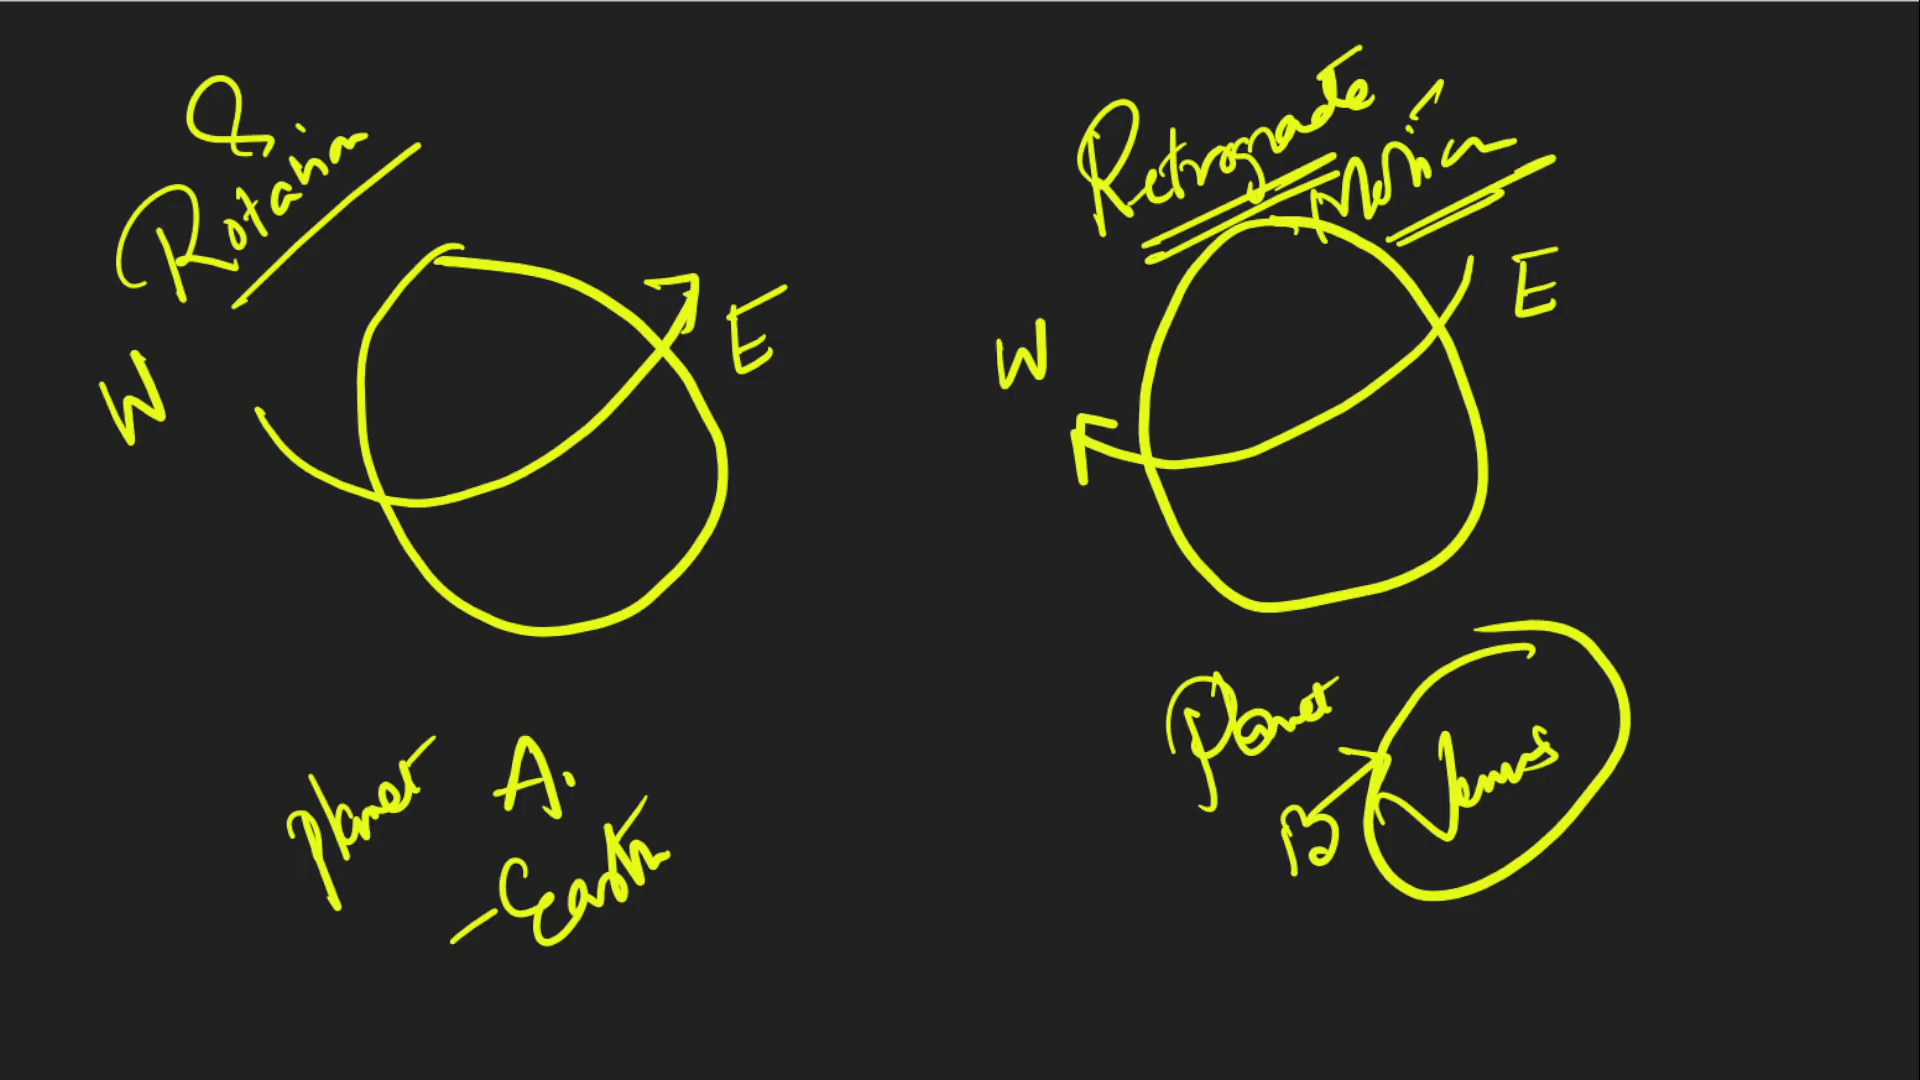 &
Rotation
W
E
Planet A.
- Earth
Retrograde
Motion
W
E
Planet
B
Venus